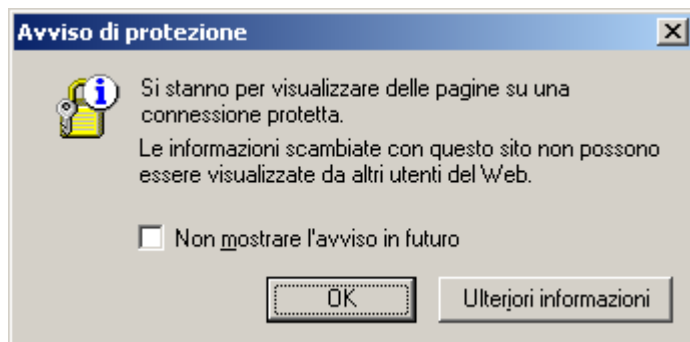 Avviso di protezione
Si stanno per visualizzare delle pagine su una
connessione protetta.
Le informazioni scambiate con questo sito non possono
essere visualizzate da altri utenti del Web.
Non mostrare l'avviso in futuro
OK
Ulteriori informazioni